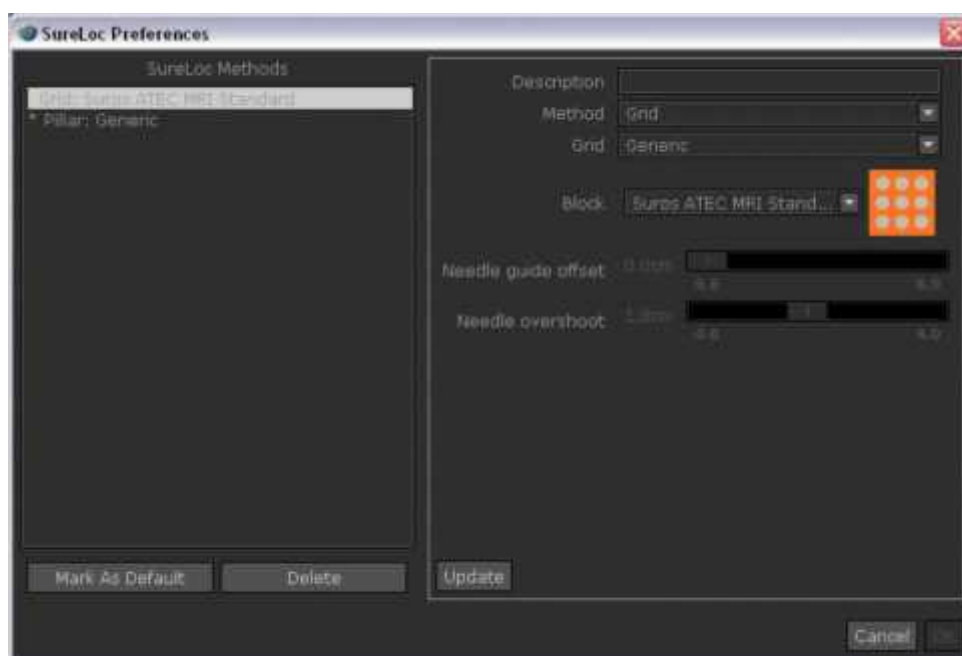 SureLoc Preferences
SureLoc Methods
Grid: Suros ATEC MRI Standard
* Pillar: Generic
Mark As Default
Delete
Description
Method
Grid
Grid
Generic
Block
Suros ATEC MRI Stand...
Needle guide offset
Needle overshoot
Update
Cancel